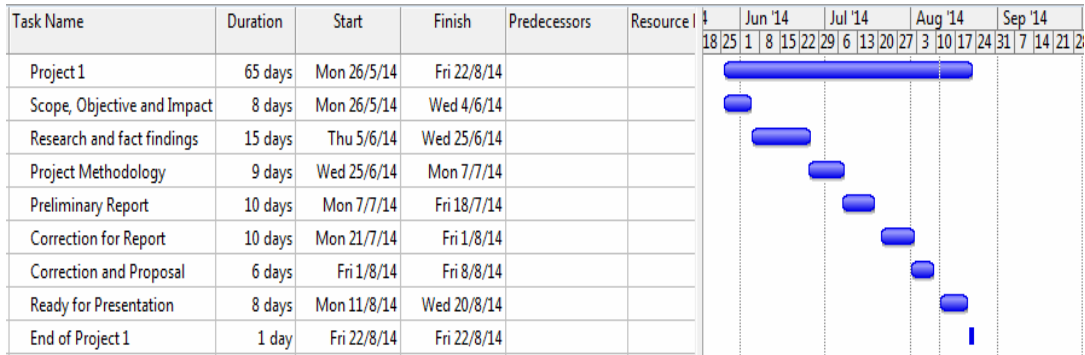 Task Name Duration Start Finish Predecessors Resource I 4 Jun '14 Jul '14 Aug '14 Sep '14
18 25 1 8 15 22 29 6 13 20 27 3 10 17 24 31 7 14 21 28
Project 1 65 days Mon 26/5/14 Fri 22/8/14
Scope, Objective and Impact 8 days Mon 26/5/14 Wed 4/6/14
Research and fact findings 15 days Thu 5/6/14 Wed 25/6/14
Project Methodology 9 days Wed 25/6/14 Mon 7/7/14
Preliminary Report 10 days Mon 7/7/14 Fri 18/7/14
Correction for Report 10 days Mon 21/7/14 Fri 1/8/14
Correction and Proposal 6 days Fri 1/8/14 Fri 8/8/14
Ready for Presentation 8 days Mon 11/8/14 Wed 20/8/14
End of Project 1 1 day Fri 22/8/14 Fri 22/8/14